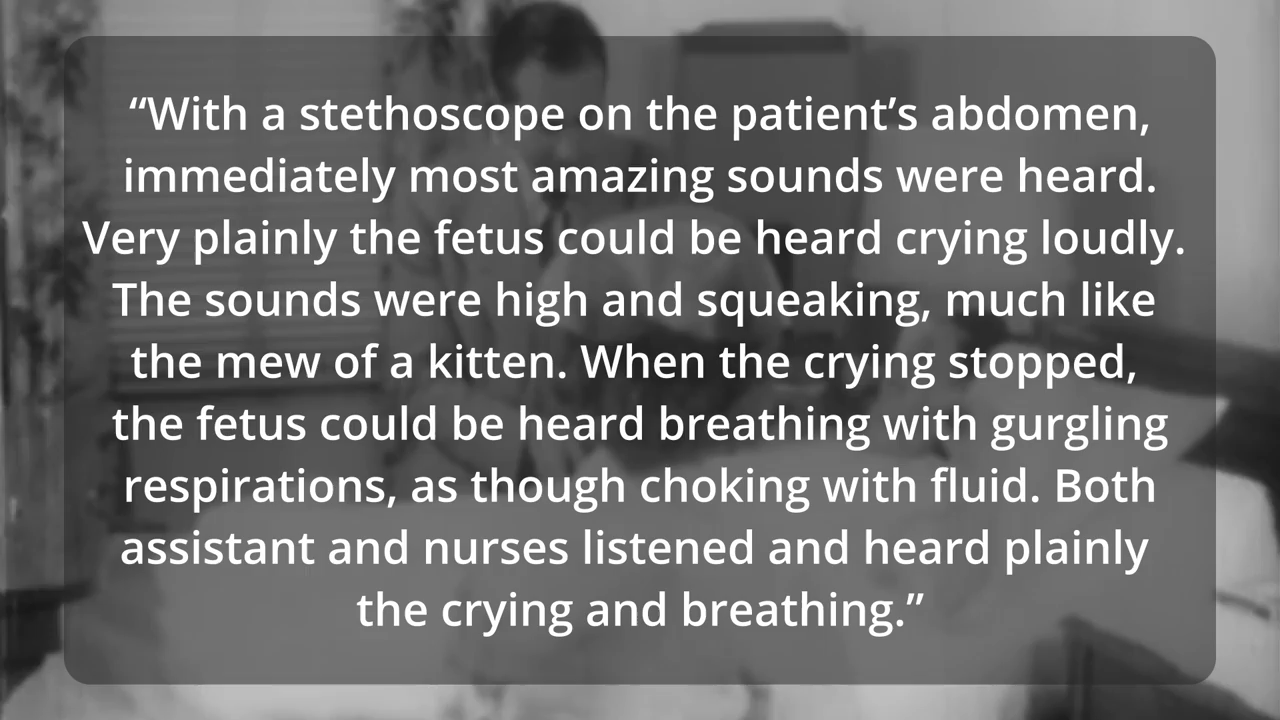 “With a stethoscope on the patient’s abdomen,
immediately most amazing sounds were heard.
Very plainly the fetus could be heard crying loudly.
The sounds were high and squeaking, much like
the mew of a kitten. When the crying stopped,
the fetus could be heard breathing with gurgling
respirations, as though choking with fluid. Both
assistant and nurses listened and heard plainly
the crying and breathing.”